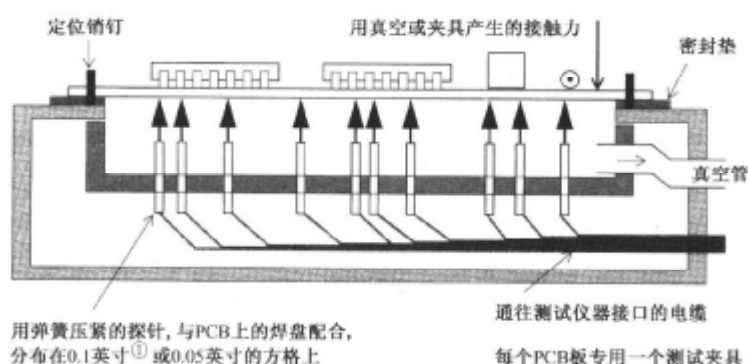 定位销钉
用真空或夹具产生的接触力
密封垫
真空管
通往测试仪器接口的电缆
用弹簧压紧的探针,与PCB上的焊盘配合,
分布在0.1英寸①或0.05英寸的方格上
每个PCB板专用一个测试夹具